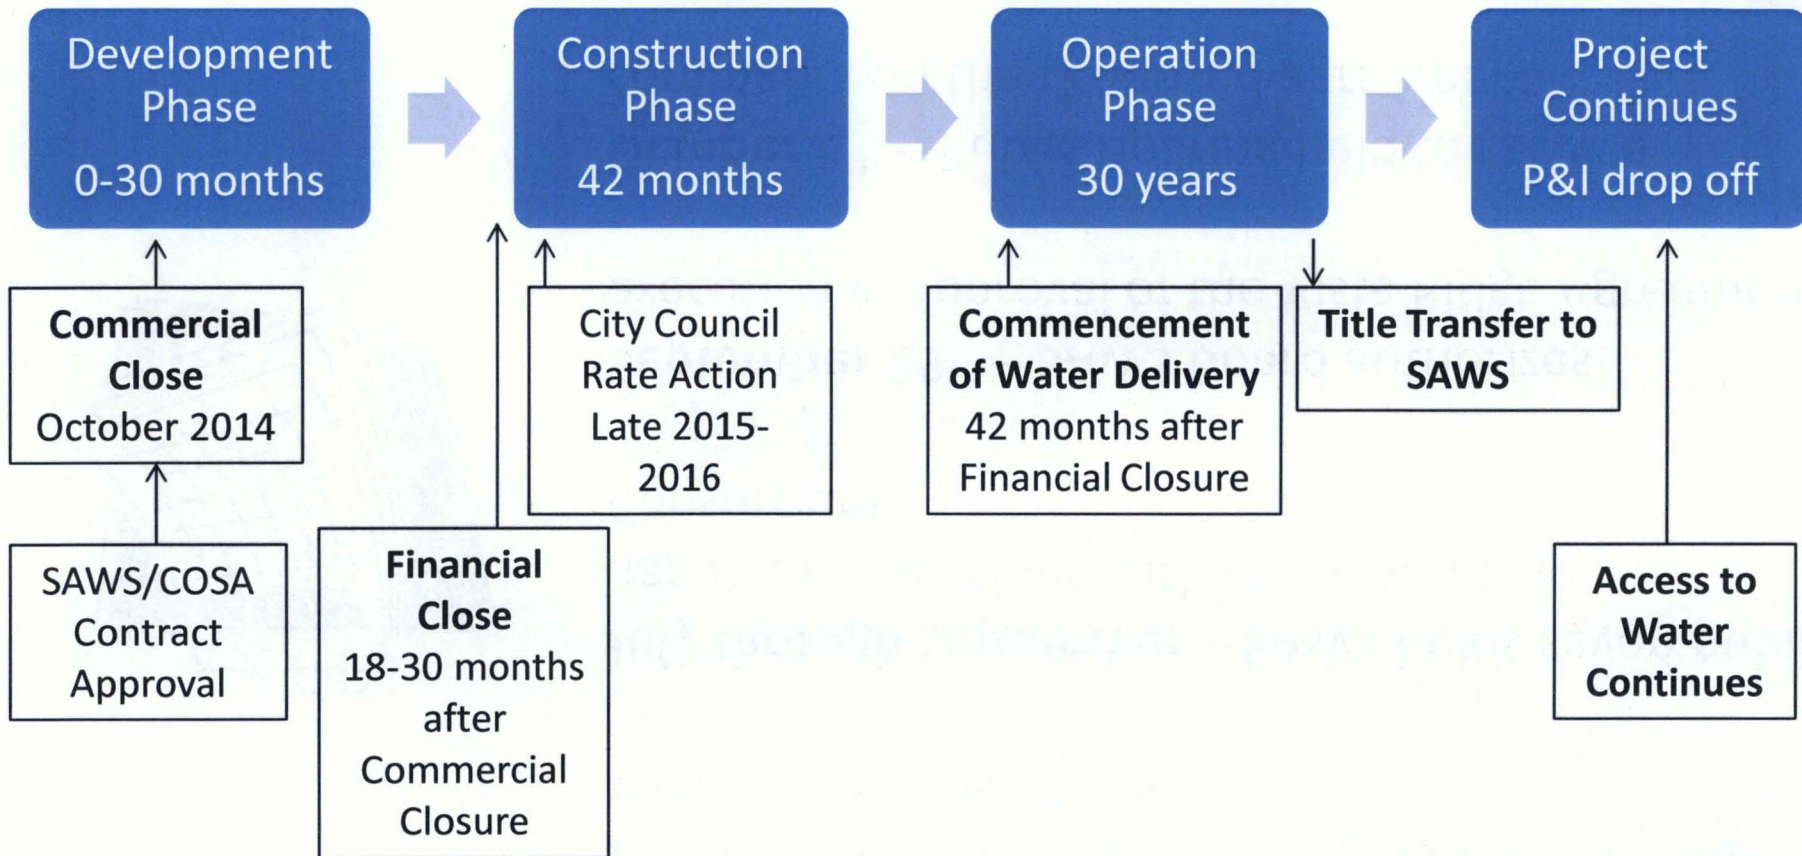 Development
Phase
0-30 months
Construction
Phase
42 months
Operation
Phase
30 years
Project
Continues
P&I drop off
Commercial
Close
October 2014
City Council
Rate Action
Late 2015-
2016
Commencement
of Water Delivery
42 months after
Financial Closure
Title Transfer to
SAWS
SAWS/COSA
Contract
Approval
Financial
Close
18-30 months
after
Commercial
Closure
Access to
Water
Continues